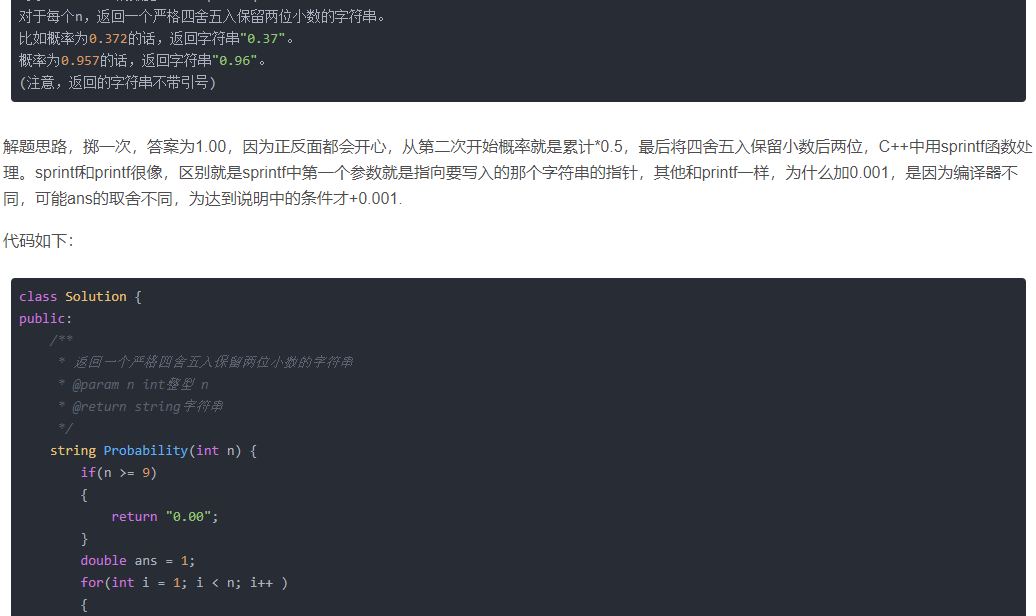 对于每个n，返回一个严格四舍五入保留两位小数的字符串。
比如概率为0.372的话，返回字符串"0.37"。
概率为0.957的话，返回字符串"0.96"。
(注意，返回的字符串不带引号)
解题思路，掷一次，答案为1.00，因为正反面都会开心，从第二次开始概率就是累计*0.5，最后将四舍五入保留小数后两位，C++中用sprintf函数处
理。sprintf和printf很像，区别就是sprintf中第一个参数就是指向要写入的那个字符串的指针，其他和printf一样，为什么加0.001，是因为编译器不
同，可能ans的取舍不同，为达到说明中的条件才+0.001.
代码如下：
class Solution {
public:
/**
* 返回一个严格四舍五入保留两位小数的字符串
* @param n int整型 n
* @return string字符串
*/
string Probability(int n) {
if(n >= 9)
{
return "0.00";
}
double ans = 1;
for(int i = 1; i < n; i++ )
{